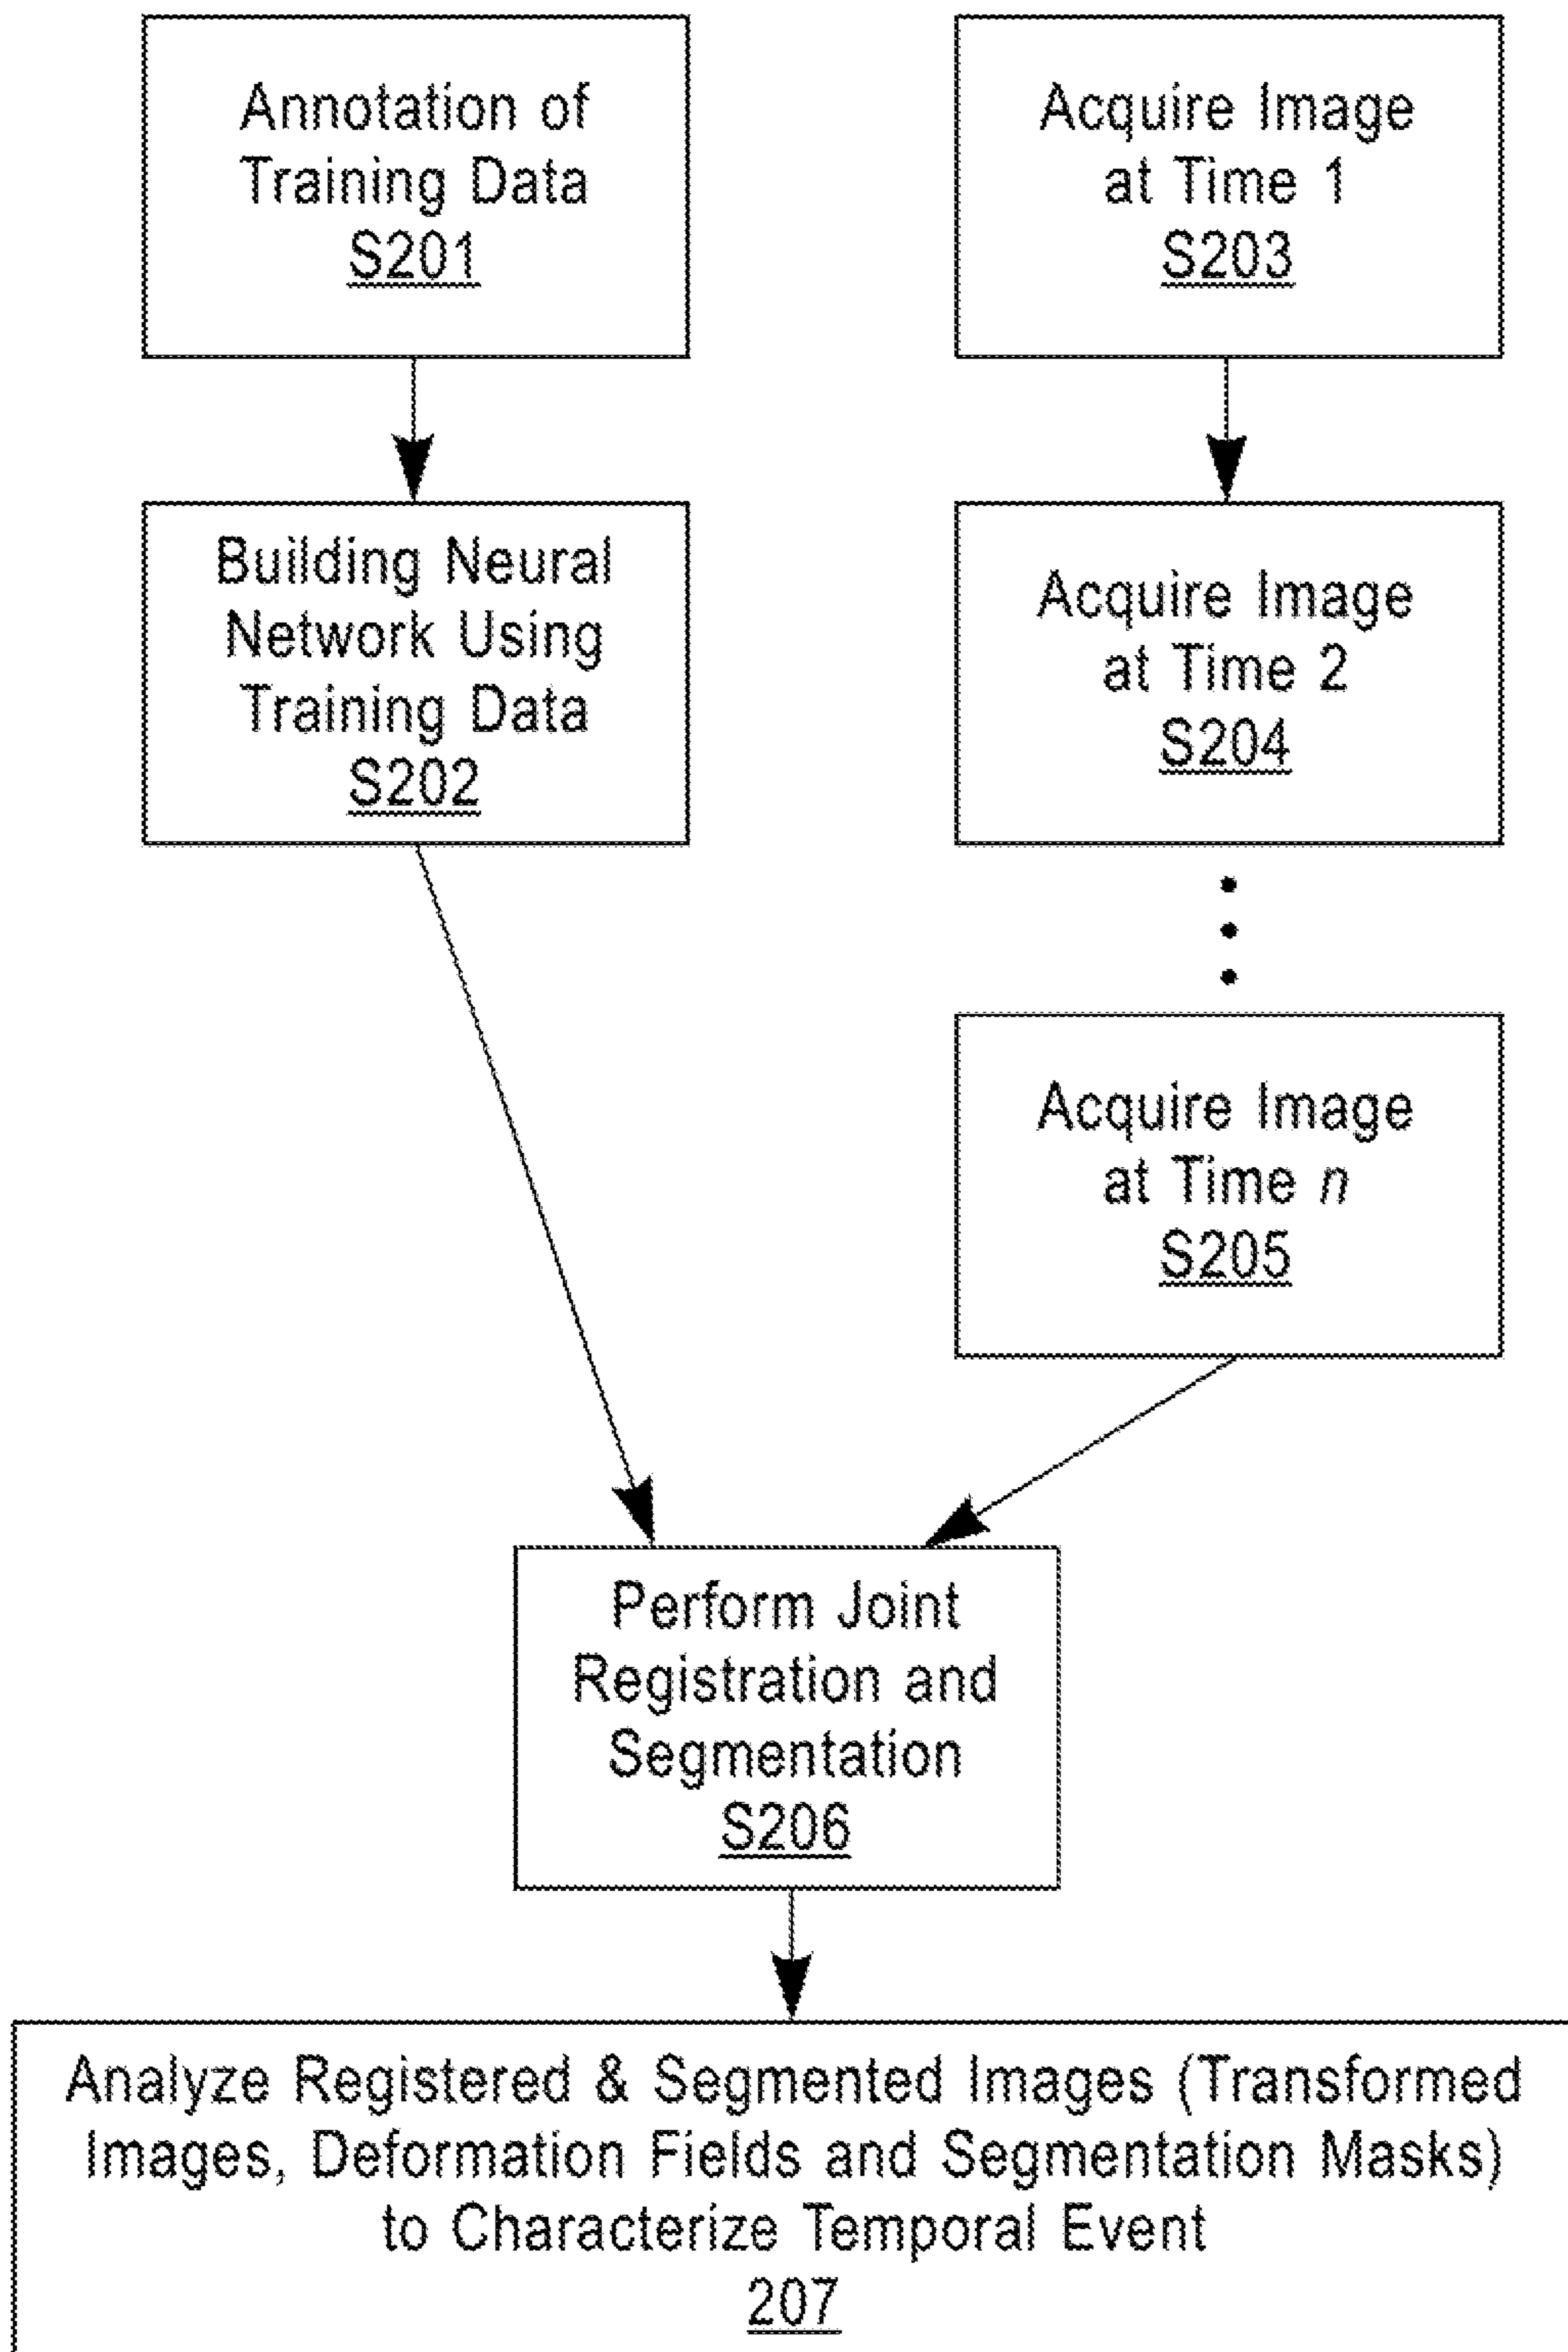 Annotation of
Training Data
S201
Building Neural
Network Using
Training Data
S202
Acquire Image
at Time 1
S203
Acquire Image
at Time 2
S204
Acquire Image
at Time n
S205
Perform Joint
Registration and
Segmentation
S206
Analyze Registered & Segmented Images (Transformed
Images, Deformation Fields and Segmentation Masks)
to Characterize Temporal Event
207